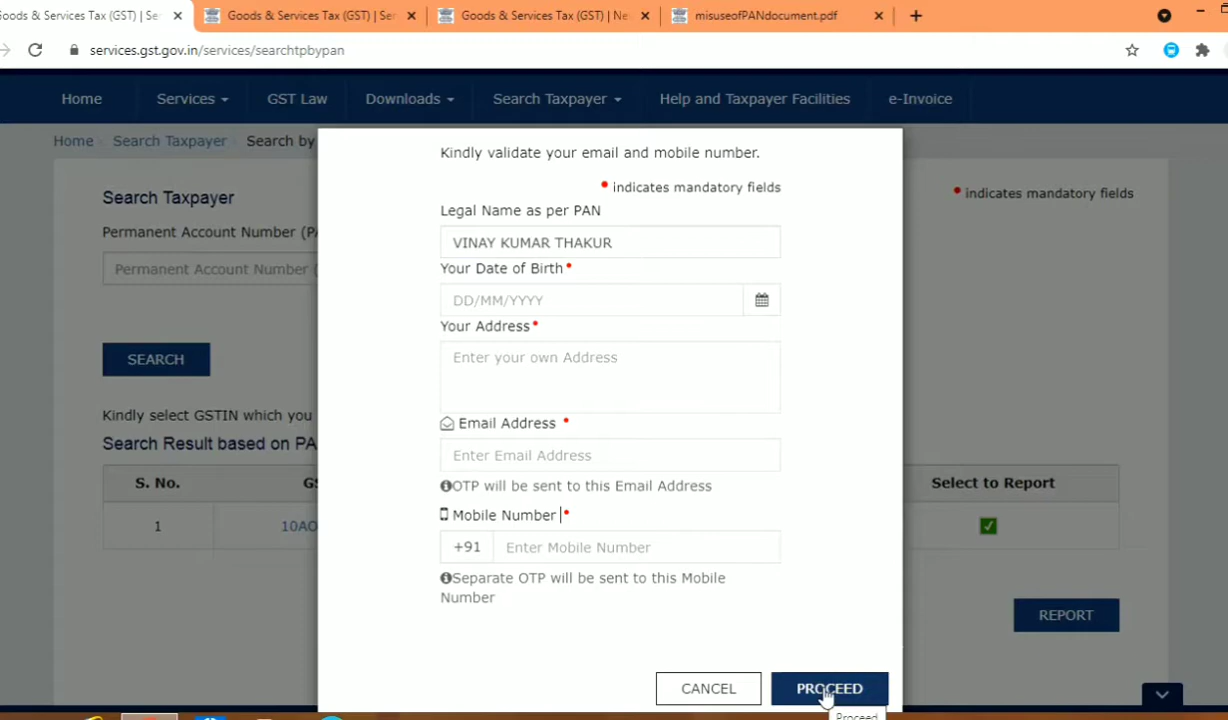 Goods & Services Tax (GST) | Se
Goods & Services Tax (GST) | Ser
Goods & Services Tax (GST) | Ne
misuseofPANdocument.pdf
services.gst.gov.in/services/searchtpbypan
Home Services GST Law Downloads Search Taxpayer Help and Taxpayer Facilities e-Invoice
Home Search Taxpayer Search by
Kindly validate your email and mobile number.
• indicates mandatory fields
Search Taxpayer
• indicates mandatory fields
Legal Name as per PAN
Permanent Account Number (PA
VINAY KUMAR THAKUR
Permanent Account Number (
Your Date of Birth•
DD/MM/YYYY
Your Address•
SEARCH
Enter your own Address
Kindly select GSTIN which you
Email Address •
Search Result based on PA
Enter Email Address
S. No. GS Select to Report
OTP will be sent to this Email Address
Mobile Number •
1 10AO
+91 Enter Mobile Number
Separate OTP will be sent to this Mobile
Number
REPORT
CANCEL PROCEED
Proceed